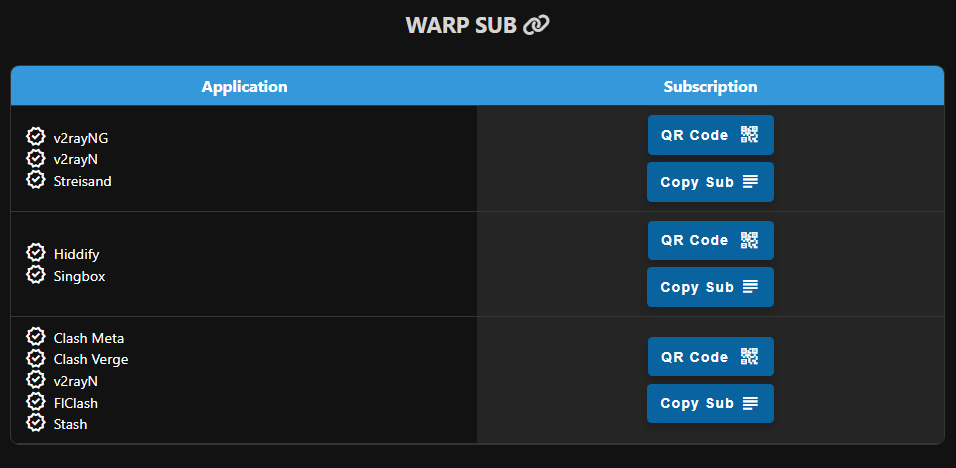 WARP SUB
Application
Subscription
v2rayNG
v2rayN
Streisand
QR Code
Copy Sub
Hiddify
Singbox
QR Code
Copy Sub
Clash Meta
Clash Verge
v2rayN
FlClash
Stash
QR Code
Copy Sub